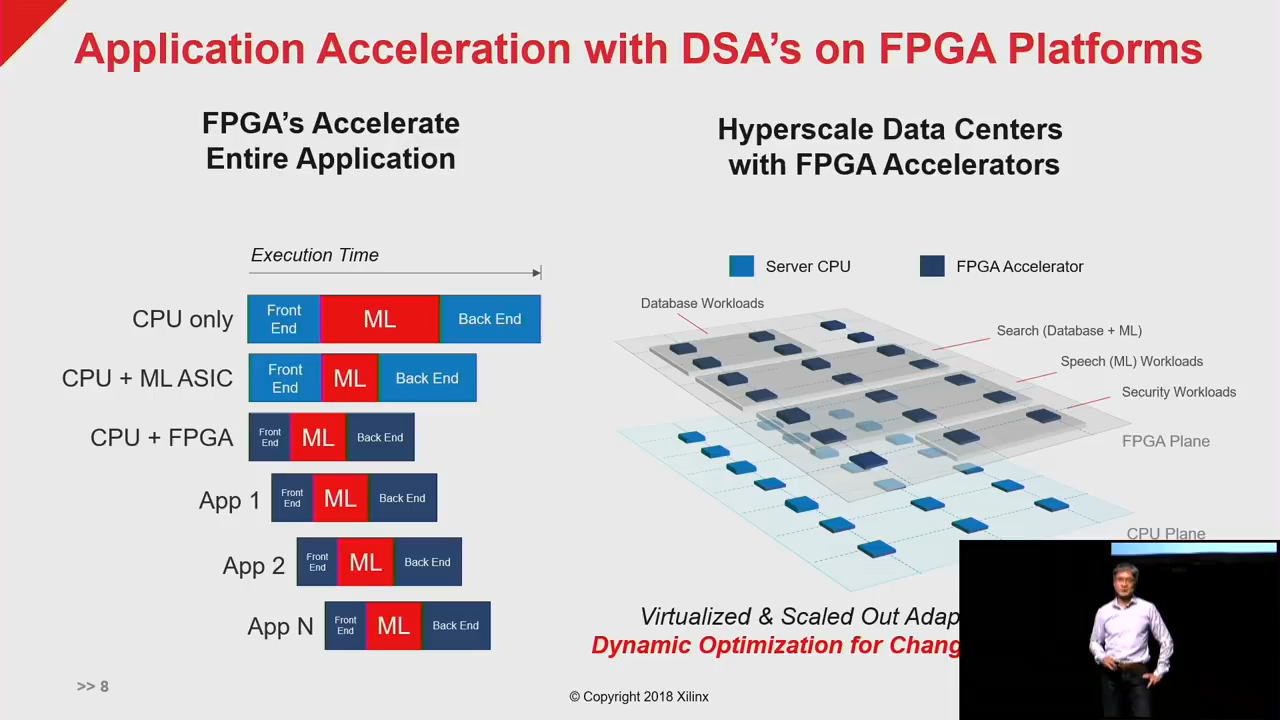 Application Acceleration with DSA's on FPGA Platforms
FPGA's Accelerate
Entire Application
Execution Time
CPU only
Front
End
ML
Back End
CPU + ML ASIC
Front
End
ML
Back End
CPU + FPGA
Front
End
ML
Back End
App 1
Front
End
ML
Back End
App 2
Front
End
ML
Back End
App N
Front
End
ML
Back End
Hyperscale Data Centers
with FPGA Accelerators
Server CPU
FPGA Accelerator
Database Workloads
Search (Database + ML)
Speech (ML) Workloads
Security Workloads
FPGA Plane
CPU Plane
Virtualized & Scaled Out
Dynamic Optimization for
>> 8
© Copyright 2018 Xilinx